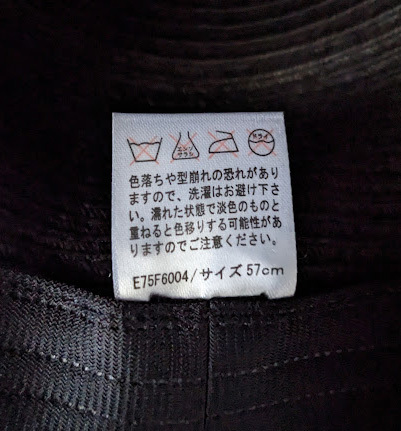 エンソ
サラシ
ドライ
色落ちや型崩れの恐れがあり
ますので、洗濯はお避け下さ
い。濡れた状態で淡色のものと
重ねると色移りする可能性があ
りますのでご注意ください。
E75F6004/サイズ57cm